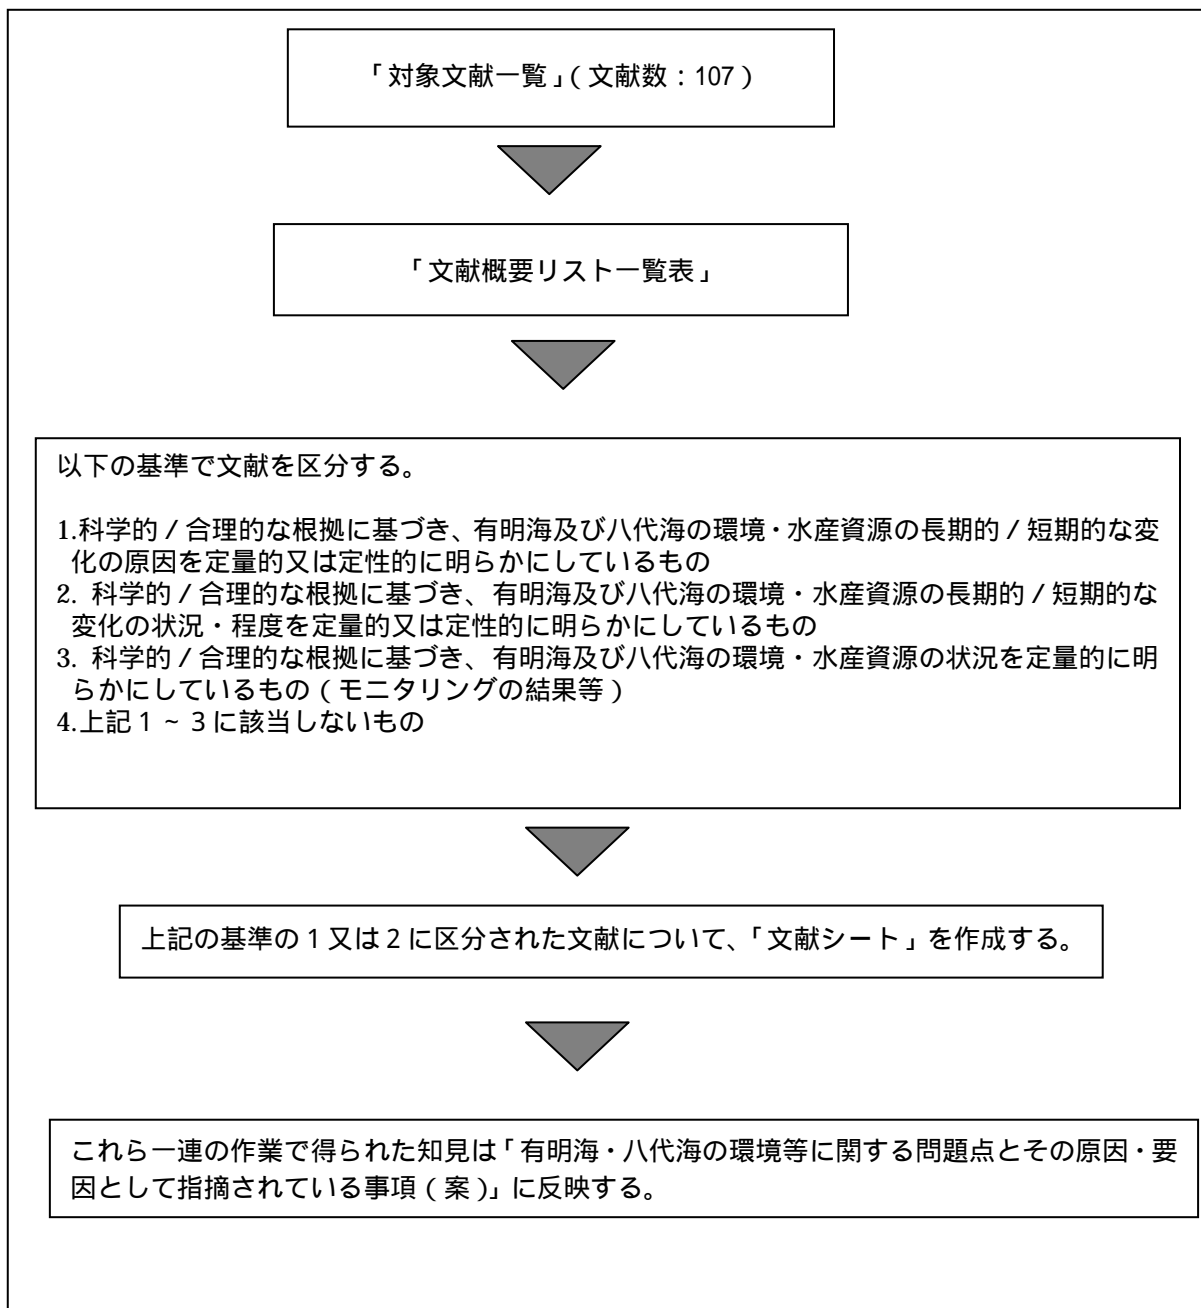 「対象文献一覧」(文献数:107)
「文献概要リスト一覧表」
以下の基準で文献を区分する。
1.科学的/合理的な根拠に基づき、有明海及び八代海の環境・水産資源の長期的/短期的な変
化の原因を定量的又は定性的に明らかにしているもの
2. 科学的/合理的な根拠に基づき、有明海及び八代海の環境・水産資源の長期的/短期的な
変化の状況・程度を定量的又は定性的に明らかにしているもの
3. 科学的/合理的な根拠に基づき、有明海及び八代海の環境・水産資源の状況を定量的に明
らかにしているもの(モニタリングの結果等)
4.上記1~3に該当しないもの
上記の基準の1又は2に区分された文献について、「文献シート」を作成する。
これら一連の作業で得られた知見は「有明海・八代海の環境等に関する問題点とその原因・要
因として指摘されている事項(案)」に反映する。